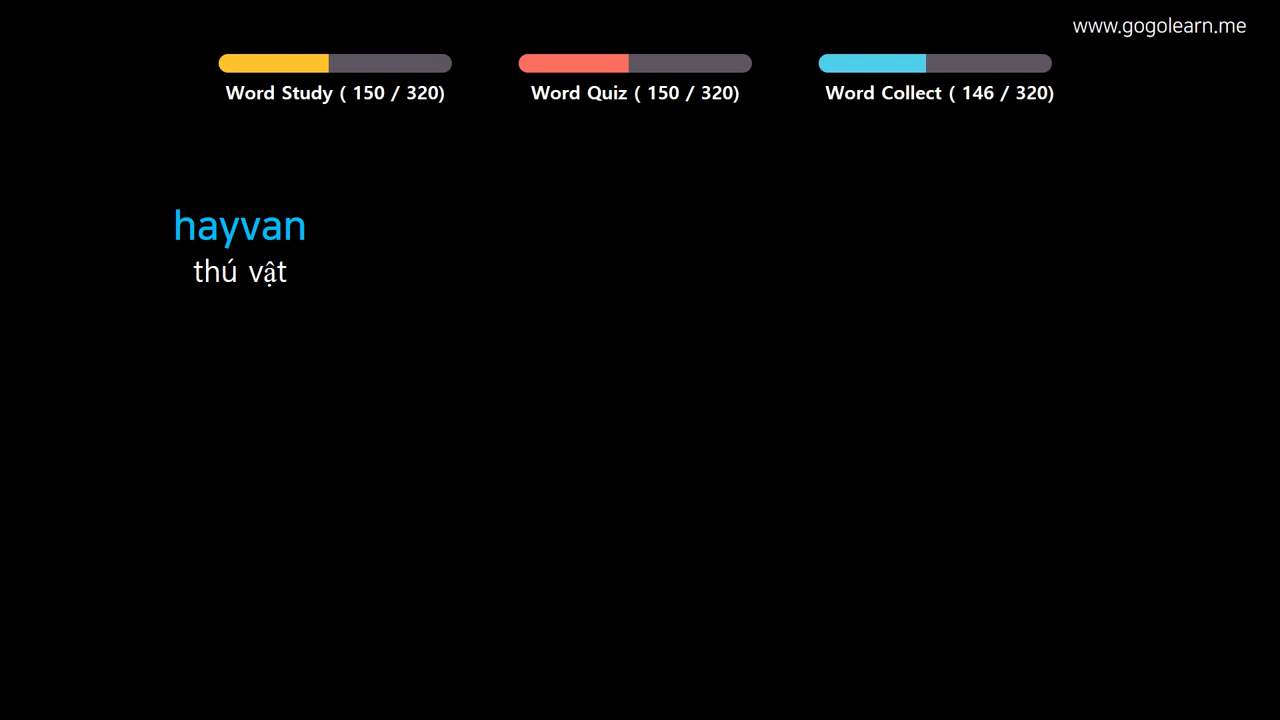 www.gogolearn.me
Word Study ( 150 / 320)
Word Quiz ( 150 / 320)
Word Collect ( 146 / 320)
hayvan
thú vật